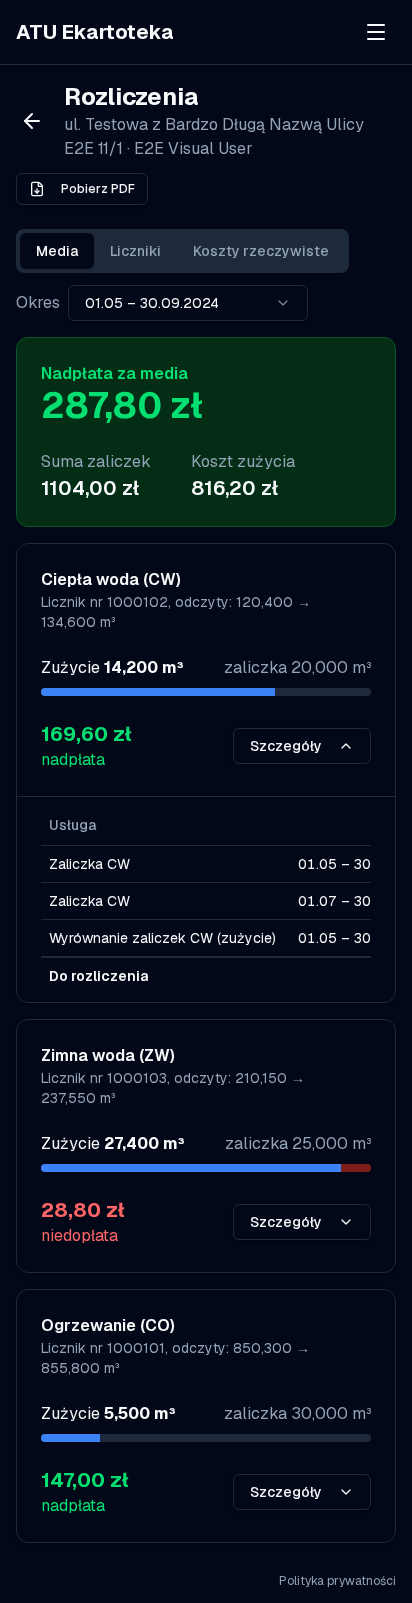 ATU Ekartoteka
Rozliczenia
ul. Testowa z Bardzo Długą Nazwą Ulicy
E2E 11/1 · E2E Visual User
Pobierz PDF
Media Liczniki Koszty rzeczywiste
Okres 01.05 – 30.09.2024
Nadpłata za media
287,80 zł
Suma zaliczek Koszt zużycia
1104,00 zł 816,20 zł
Ciepła woda (CW)
Licznik nr 1000102, odczyty: 120,400 →
134,600 m³
Zużycie 14,200 m³ zaliczka 20,000 m³
169,60 zł
nadpłata
Szczegóły
Usługa
Zaliczka CW 01.05 – 30
Zaliczka CW 01.07 – 30
Wyrównanie zaliczek CW (zużycie) 01.05 – 30
Do rozliczenia
Zimna woda (ZW)
Licznik nr 1000103, odczyty: 210,150 →
237,550 m³
Zużycie 27,400 m³ zaliczka 25,000 m³
28,80 zł
niedopłata
Szczegóły
Ogrzewanie (CO)
Licznik nr 1000101, odczyty: 850,300 →
855,800 m³
Zużycie 5,500 m³ zaliczka 30,000 m³
147,00 zł
nadpłata
Szczegóły
Polityka prywatności